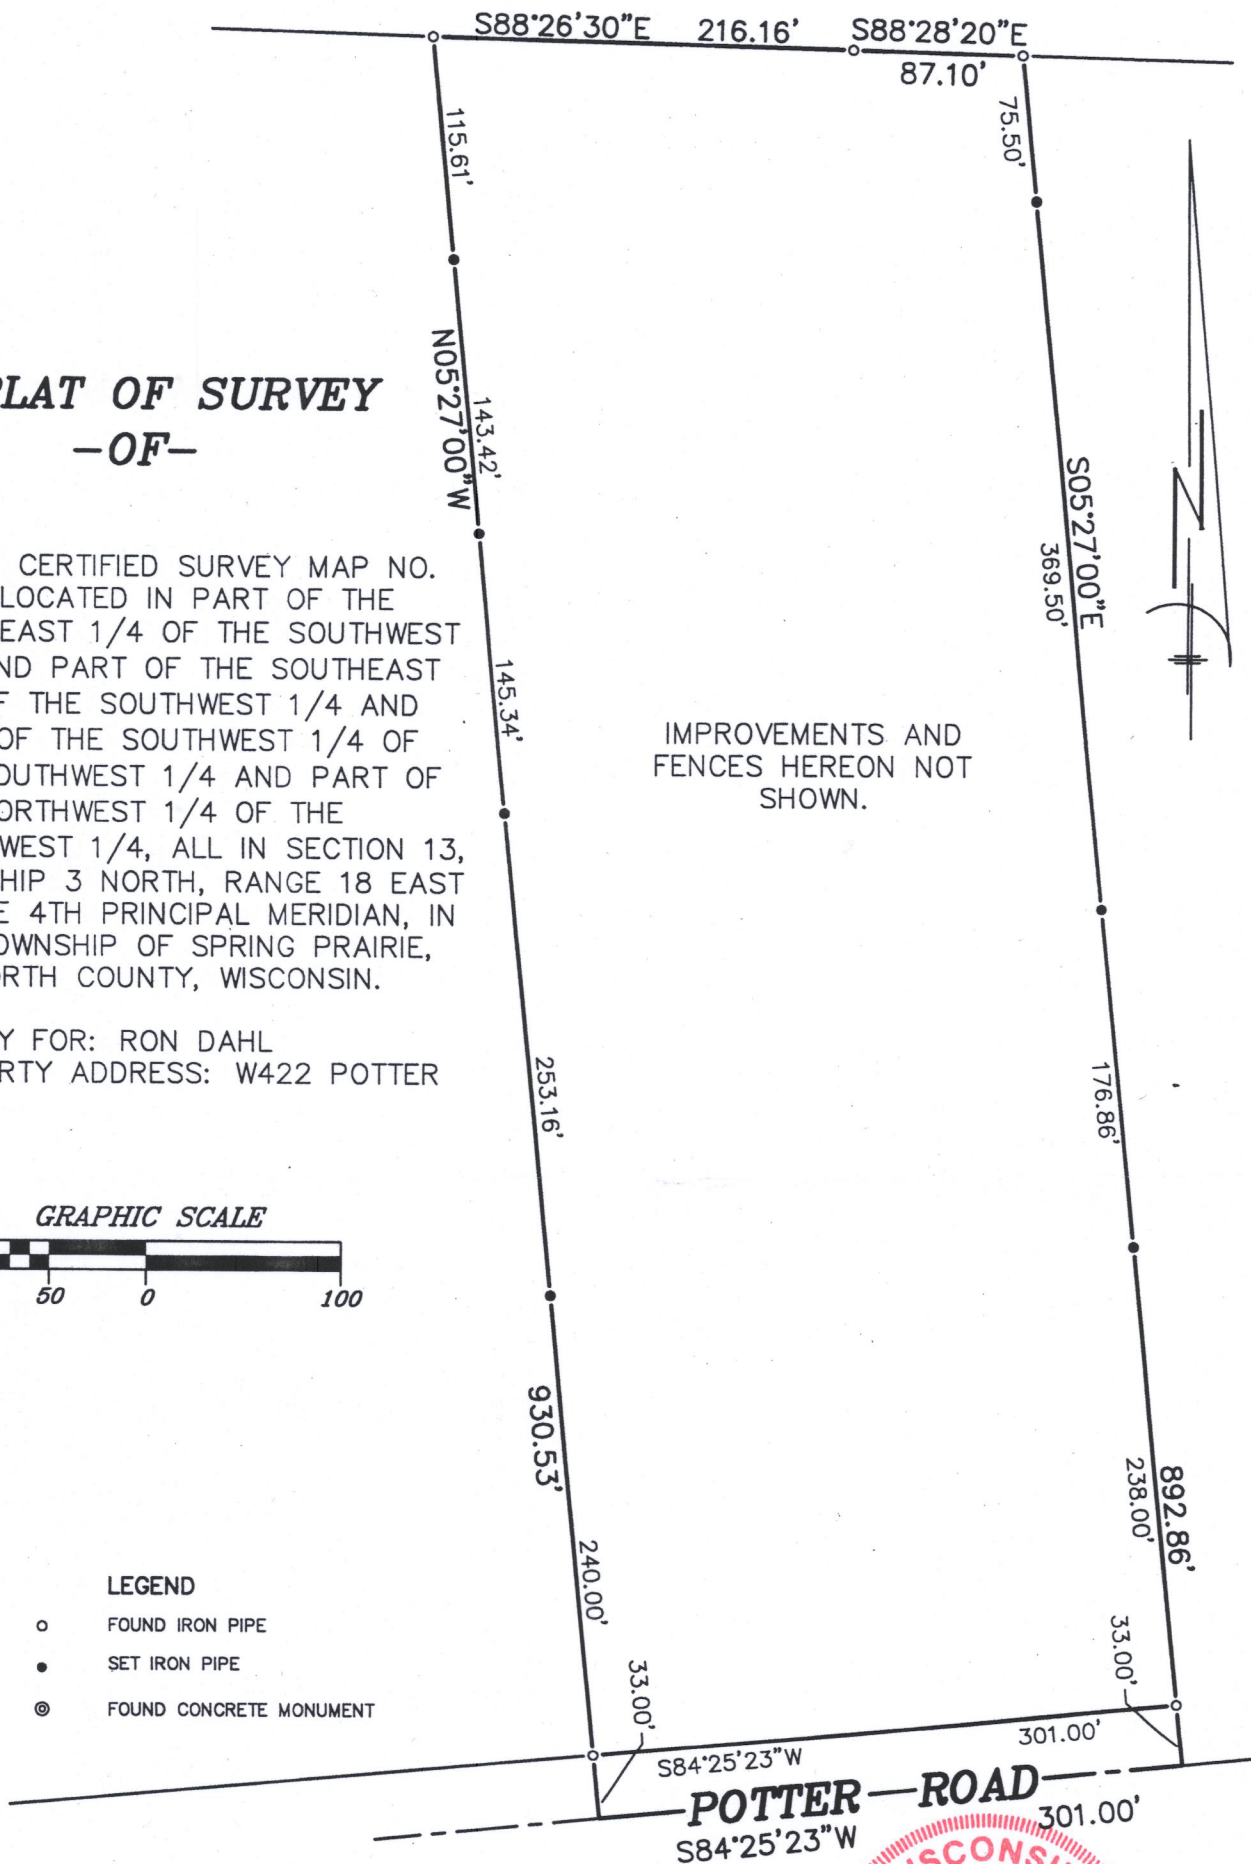 S88°26'30"E 216.16' S88°28'20"E
87.10'
115.61'
75.50'
N05°27'00"W
143.42'
PLAT OF SURVEY
-OF-
S05°27'00"E
369.50'
CERTIFIED SURVEY MAP NO.
LOCATED IN PART OF THE
EAST 1/4 OF THE SOUTHWEST
ND PART OF THE SOUTHEAST
F THE SOUTHWEST 1/4 AND
OF THE SOUTHWEST 1/4 OF
OUTHWEST 1/4 AND PART OF
ORTHWEST 1/4 OF THE
WEST 1/4, ALL IN SECTION 13,
HIP 3 NORTH, RANGE 18 EAST
E 4TH PRINCIPAL MERIDIAN, IN
OWNSHIP OF SPRING PRAIRIE,
ORTH COUNTY, WISCONSIN.
Y FOR: RON DAHL
RTY ADDRESS: W422 POTTER
N
145.34'
IMPROVEMENTS AND
FENCES HEREON NOT
SHOWN.
253.16'
176.86'
GRAPHIC SCALE
50 0 100
930.53'
240.00'
892.86'
238.00'
LEGEND
FOUND IRON PIPE
SET IRON PIPE
FOUND CONCRETE MONUMENT
33.00'
33.00'
S84°25'23"W 301.00'
POTTER ROAD
S84°25'23"W 301.00'